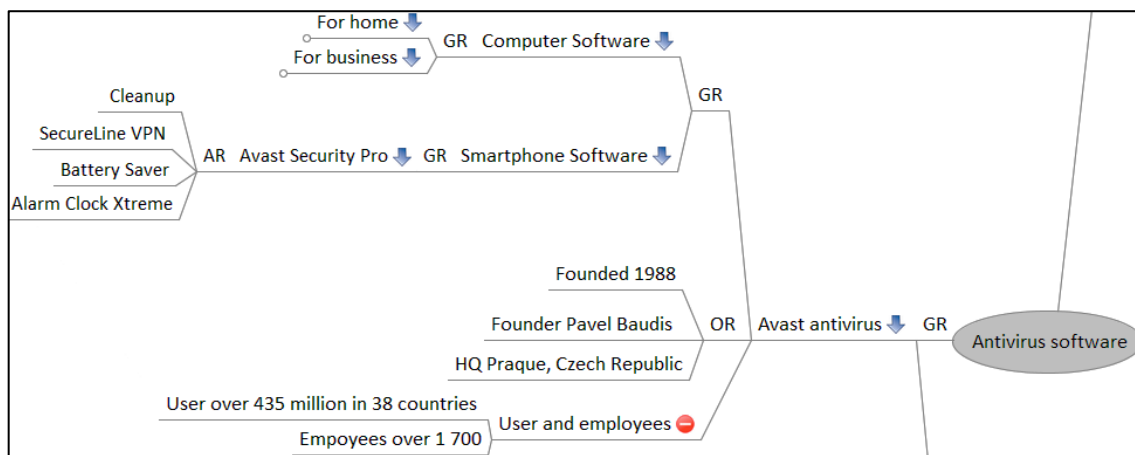 For home
GR Computer Software
For business
Cleanup
GR
SecureLine VPN
AR Avast Security Pro GR Smartphone Software
Battery Saver
Alarm Clock Xtreme
Founded 1988
Founder Pavel Baudis OR Avast antivirus GR
Antivirus software
HQ Praque, Czech Republic
User over 435 million in 38 countries
User and employees
Empoyees over 1 700